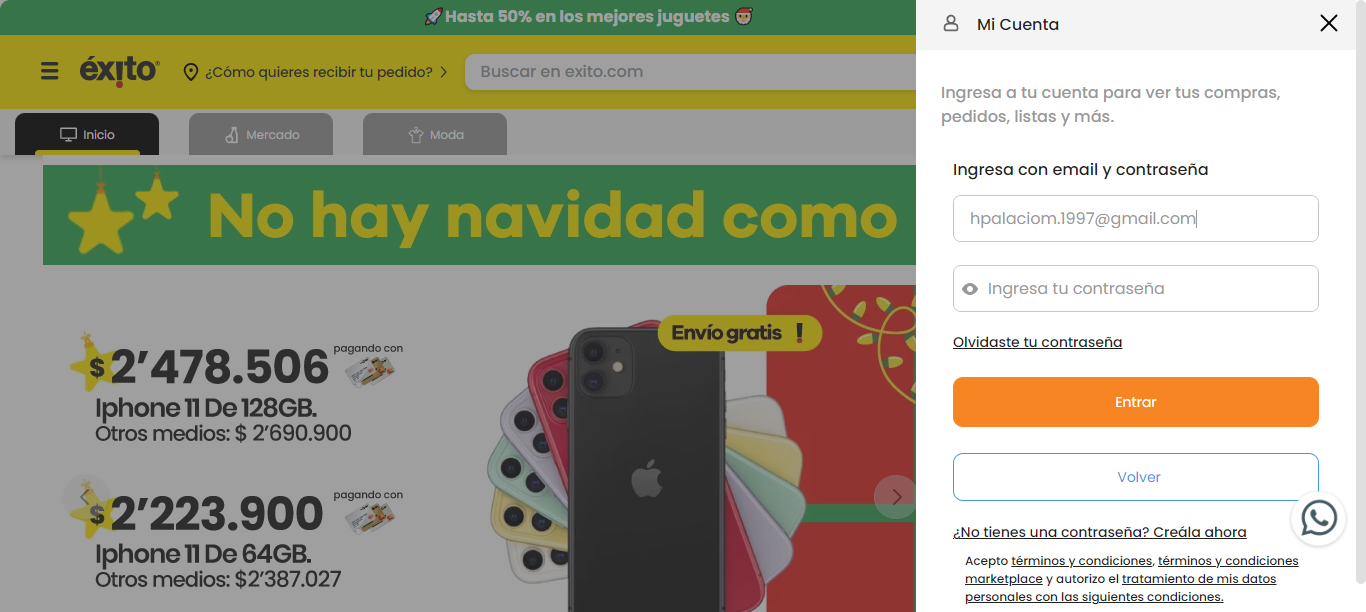 🚀 Hasta 50% en los mejores juguetes 🎅
éxito
¿Cómo quieres recibir tu pedido?
Buscar en exito.com
Inicio
Mercado
Moda
No hay navidad como
$2’478.506
pagando con
Iphone 11 De 128GB.
Otros medios: $ 2’690.900
$2’223.900
pagando con
Iphone 11 De 64GB.
Otros medios: $2’387.027
Envío gratis !
Mi Cuenta
Ingresa a tu cuenta para ver tus compras,
pedidos, listas y más.
Ingresa con email y contraseña
hpalaciom.1997@gmail.com
Ingresa tu contraseña
Olvidaste tu contraseña
Entrar
Volver
¿No tienes una contraseña? Creála ahora
Acepto términos y condiciones, términos y condiciones
marketplace y autorizo el tratamiento de mis datos
personales con las siguientes condiciones.